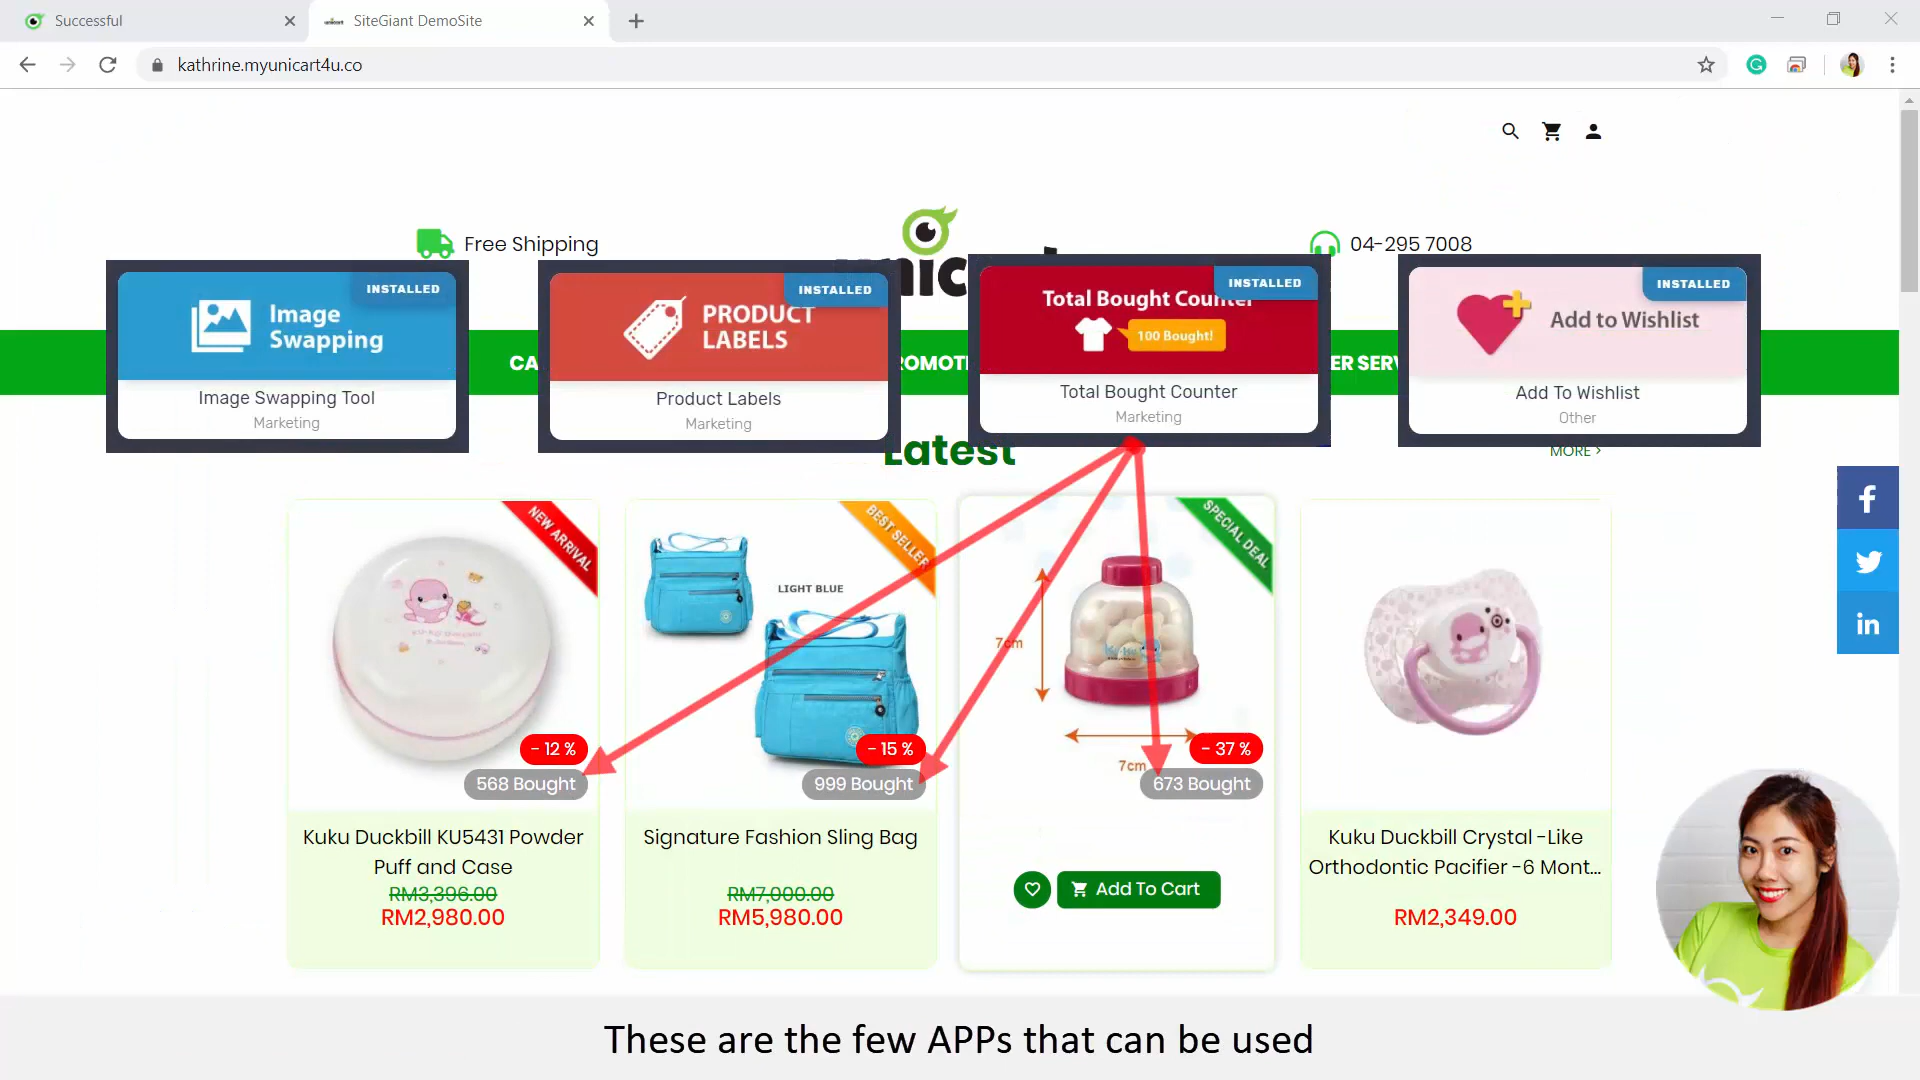 Successful
SiteGiant DemoSite
kathrine.myunicart4u.co
Free Shipping
04-295 7008
INSTALLED
Image
Swapping
Image Swapping Tool
Marketing
INSTALLED
PRODUCT
LABELS
Product Labels
Marketing
INSTALLED
Total Bought Counter
100 Bought!
Total Bought Counter
Marketing
INSTALLED
Add to Wishlist
Add To Wishlist
Other
Latest
MORE >
NEW ARRIVAL
- 12 %
568 Bought
Kuku Duckbill KU5431 Powder
Puff and Case
RM3,396.00
RM2,980.00
BEST SELLER
LIGHT BLUE
- 15 %
999 Bought
Signature Fashion Sling Bag
RM7,000.00
RM5,980.00
SPECIAL DEAL
7cm
7cm
- 37 %
673 Bought
Add To Cart
Kuku Duckbill Crystal -Like
Orthodontic Pacifier -6 Mont...
RM2,349.00
These are the few APPs that can be used